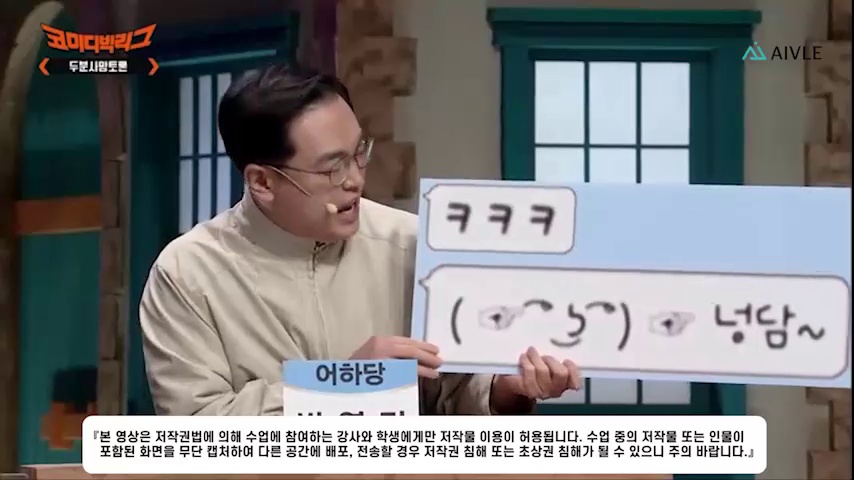 코미디빅리그
두분사망토론
AIVLE
ㅋㅋㅋ
( ͡ ͜ʖ ͡ ) 넝담~
어하당
『본 영상은 저작권법에 의해 수업에 참여하는 강사와 학생에게만 저작물 이용이 허용됩니다. 수업 중의 저작물 또는 인물이
포함된 화면을 무단 캡처하여 다른 공간에 배포, 전송할 경우 저작권 침해 또는 초상권 침해가 될 수 있으니 주의 바랍니다.』